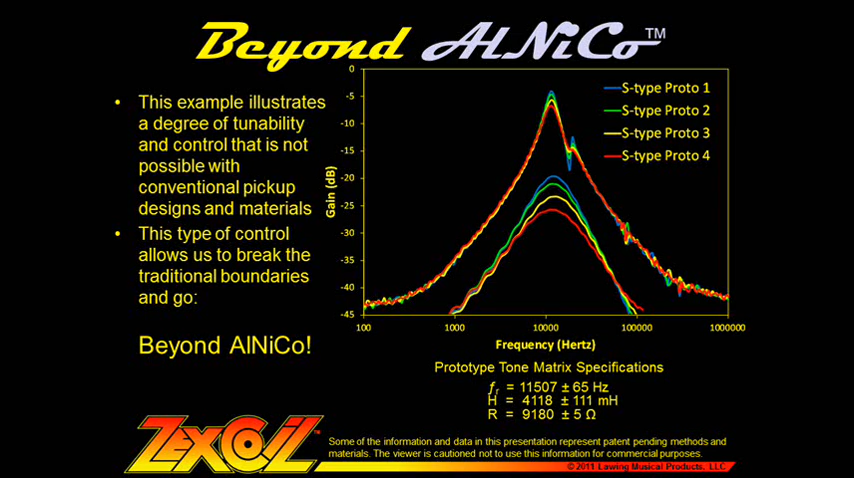 Beyond AlNiCo™
• This example illustrates
a degree of tunability
and control that is not
possible with
conventional pickup
designs and materials
• This type of control
allows us to break the
traditional boundaries
and go:
Beyond AlNiCo!
Gain (dB)
0
-5
-10
-15
-20
-25
-30
-35
-40
-45
S-type Proto 1
S-type Proto 2
S-type Proto 3
S-type Proto 4
100 1000 10000 100000 1000000
Frequency (Hertz)
Prototype Tone Matrix Specifications
fr = 11507 ± 65 Hz
H = 4118 ± 111 mH
R = 9180 ± 5 Ω
ZEXCOIL™
Some of the information and data in this presentation represent patent pending methods and
materials. The viewer is cautioned not to use this information for commercial purposes.
© 2011 Lawing Musical Products, LLC